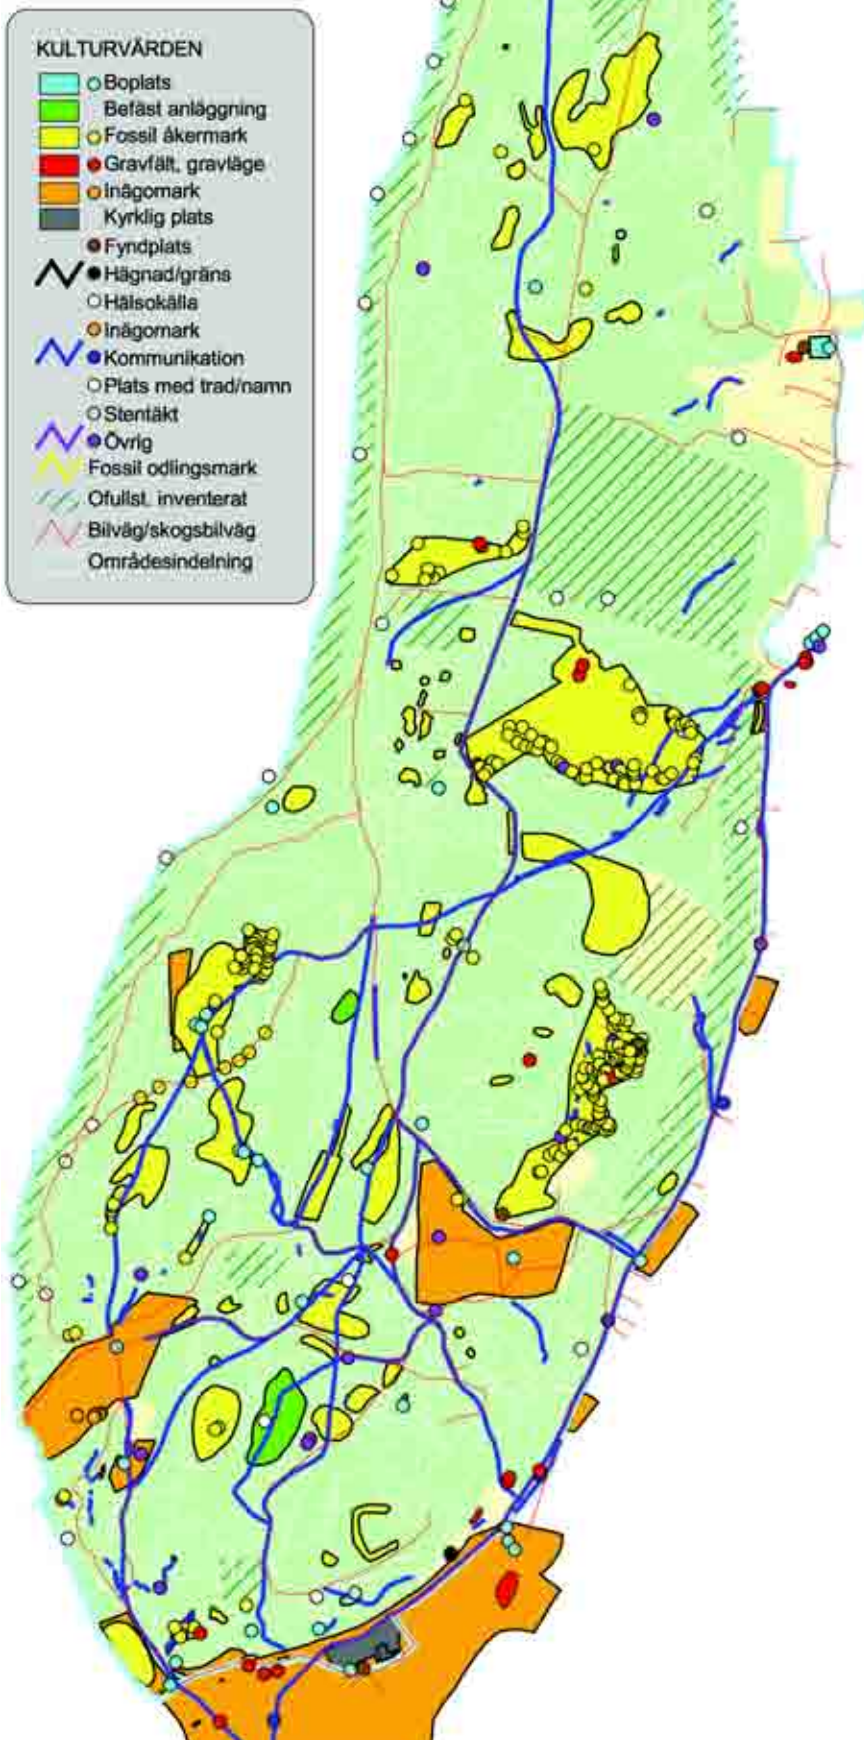 KULTURVÄRDEN
Boplats
Befäst anläggning
Fossil åkermark
Gravfält, gravläge
Inägomark
Kyrklig plats
Fyndplats
Hägnad/gräns
Hälsokälla
Inägomark
Kommunikation
Plats med trad/namn
Stentäkt
Övrig
Fossil odlingsmark
Ofullst. inventerat
Bilväg/skogsbilväg
Områdesindelning